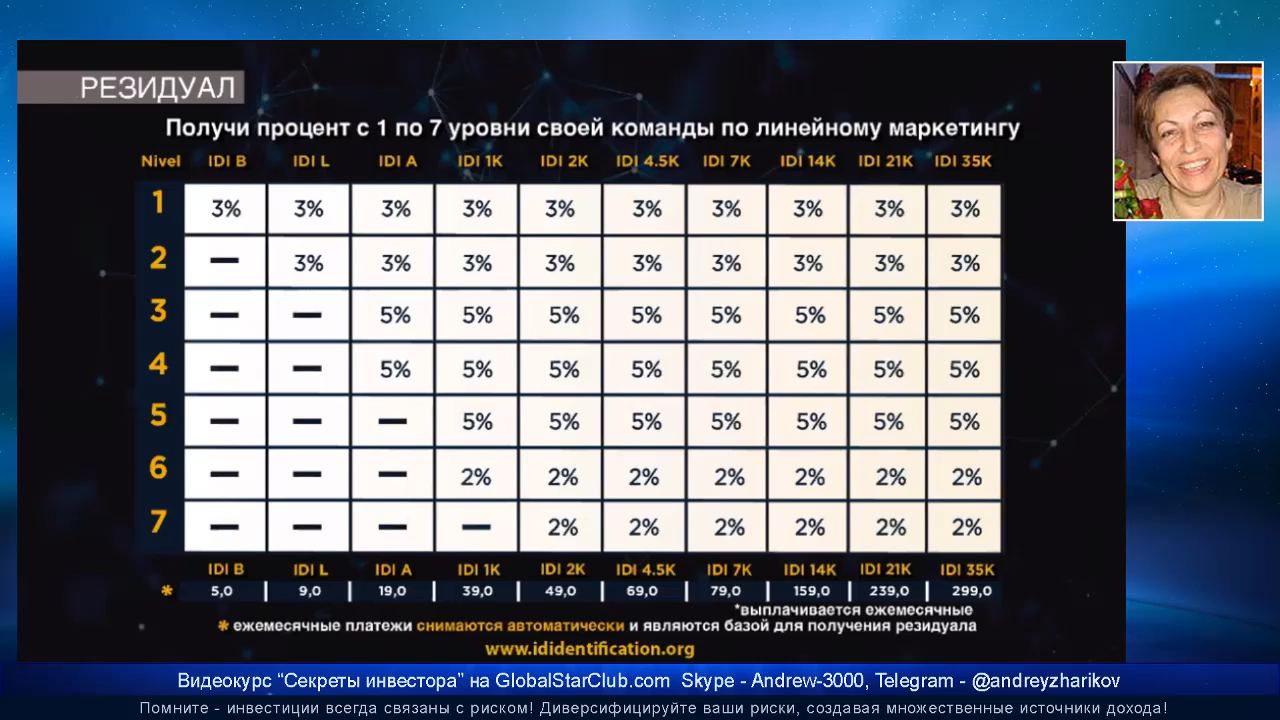 РЕЗИДУАЛ
Получи процент с 1 по 7 уровни своей команды по линейному маркетингу
Nivel IDI B IDI L IDI A IDI 1K IDI 2K IDI 4.5K IDI 7K IDI 14K IDI 21K IDI 35K
1 3% 3% 3% 3% 3% 3% 3% 3% 3% 3%
2 — 3% 3% 3% 3% 3% 3% 3% 3% 3%
3 — — 5% 5% 5% 5% 5% 5% 5% 5%
4 — — 5% 5% 5% 5% 5% 5% 5% 5%
5 — — — 5% 5% 5% 5% 5% 5% 5%
6 — — — 2% 2% 2% 2% 2% 2% 2%
7 — — — — 2% 2% 2% 2% 2% 2%
IDI B IDI L IDI A IDI 1K IDI 2K IDI 4.5K IDI 7K IDI 14K IDI 21K IDI 35K
* 5,0 | 9,0 | 19,0 | 39,0 | 49,0 | 69,0 | 79,0 | 159,0 | 239,0 | 299,0
*выплачивается ежемесячные
* ежемесячные платежи снимаются автоматически и являются базой для получения резидуала
www.ididentification.org
Видеокурс “Секреты инвестора” на GlobalStarClub.com Skype - Andrew-3000, Telegram - @andreyzharikov
Помните - инвестиции всегда связаны с риском! Диверсифицируйте ваши риски, создавая множественные источники дохода!